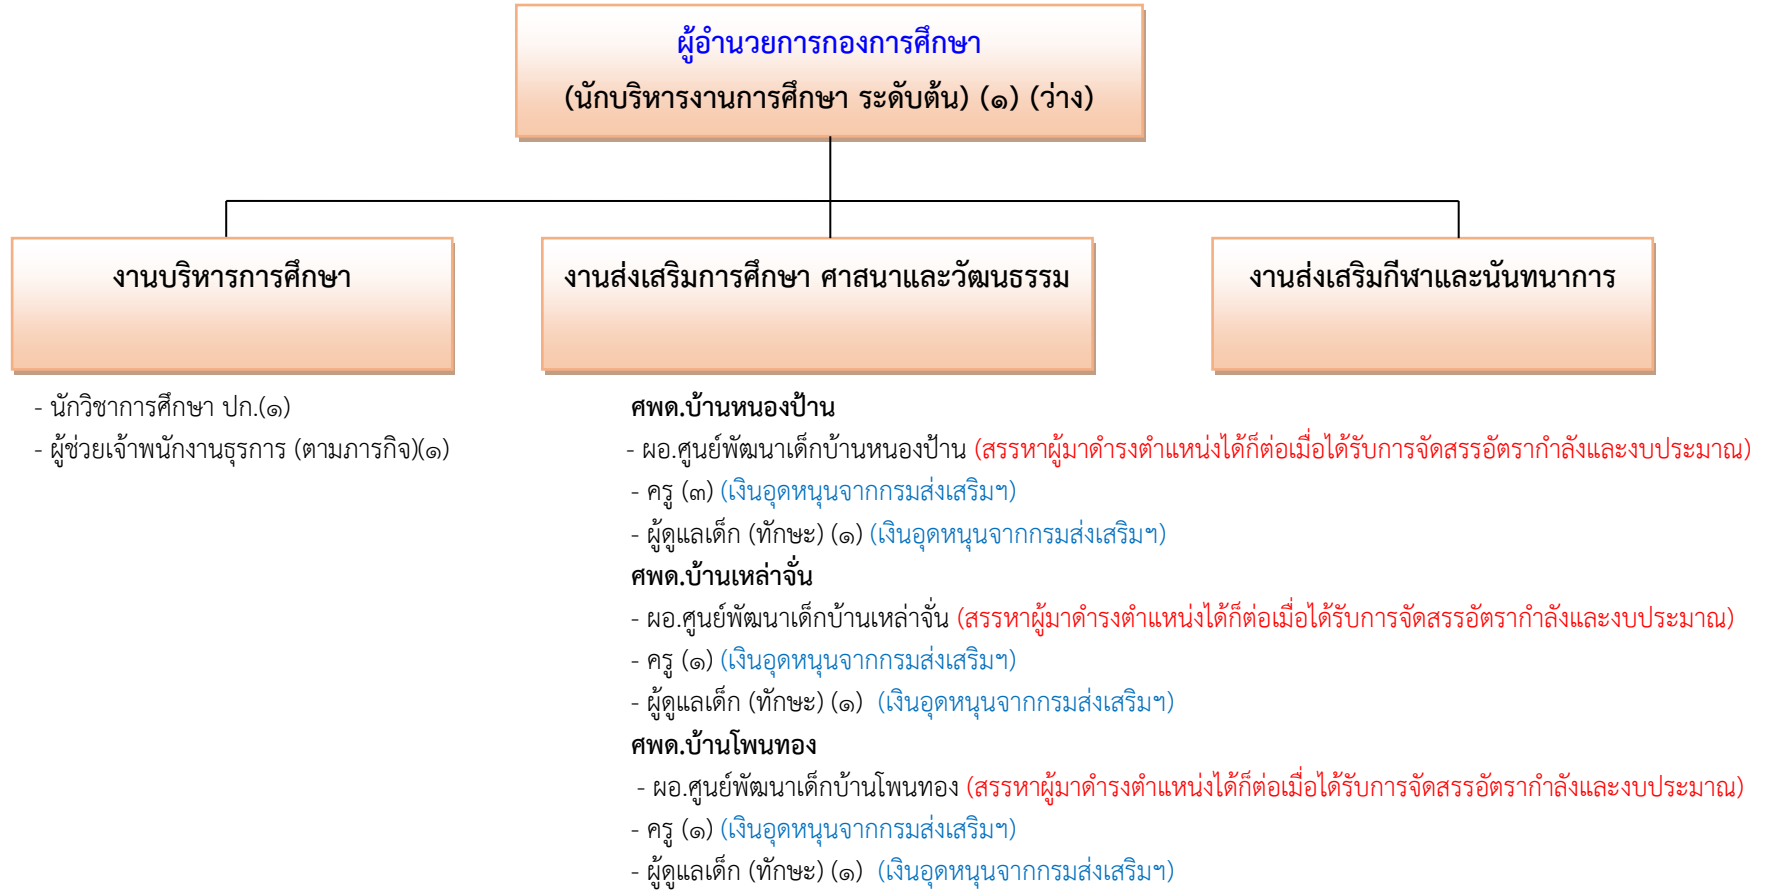 ผู้อำนวยการกองการศึกษา
(นักบริหารงานการศึกษา ระดับต้น) (๑) (ว่าง)
งานบริหารการศึกษา
งานส่งเสริมการศึกษา ศาสนาและวัฒนธรรม
งานส่งเสริมกีฬาและนันทนาการ
- นักวิชาการศึกษา ปก.(๑)
- ผู้ช่วยเจ้าพนักงานธุรการ (ตามภารกิจ)(๑)
ศพด.บ้านหนองป้าน
- ผอ.ศูนย์พัฒนาเด็กบ้านหนองป้าน (สรรหาผู้มาดำรงตำแหน่งได้ก็ต่อเมื่อได้รับการจัดสรรอัตรากำลังและงบประมาณ)
- ครู (๓) (เงินอุดหนุนจากกรมส่งเสริมฯ)
- ผู้ดูแลเด็ก (ทักษะ) (๑) (เงินอุดหนุนจากกรมส่งเสริมฯ)
ศพด.บ้านเหล่าจั่น
- ผอ.ศูนย์พัฒนาเด็กบ้านเหล่าจั่น (สรรหาผู้มาดำรงตำแหน่งได้ก็ต่อเมื่อได้รับการจัดสรรอัตรากำลังและงบประมาณ)
- ครู (๑) (เงินอุดหนุนจากกรมส่งเสริมฯ)
- ผู้ดูแลเด็ก (ทักษะ) (๑) (เงินอุดหนุนจากกรมส่งเสริมฯ)
ศพด.บ้านโพนทอง
- ผอ.ศูนย์พัฒนาเด็กบ้านโพนทอง (สรรหาผู้มาดำรงตำแหน่งได้ก็ต่อเมื่อได้รับการจัดสรรอัตรากำลังและงบประมาณ)
- ครู (๑) (เงินอุดหนุนจากกรมส่งเสริมฯ)
- ผู้ดูแลเด็ก (ทักษะ) (๑) (เงินอุดหนุนจากกรมส่งเสริมฯ)